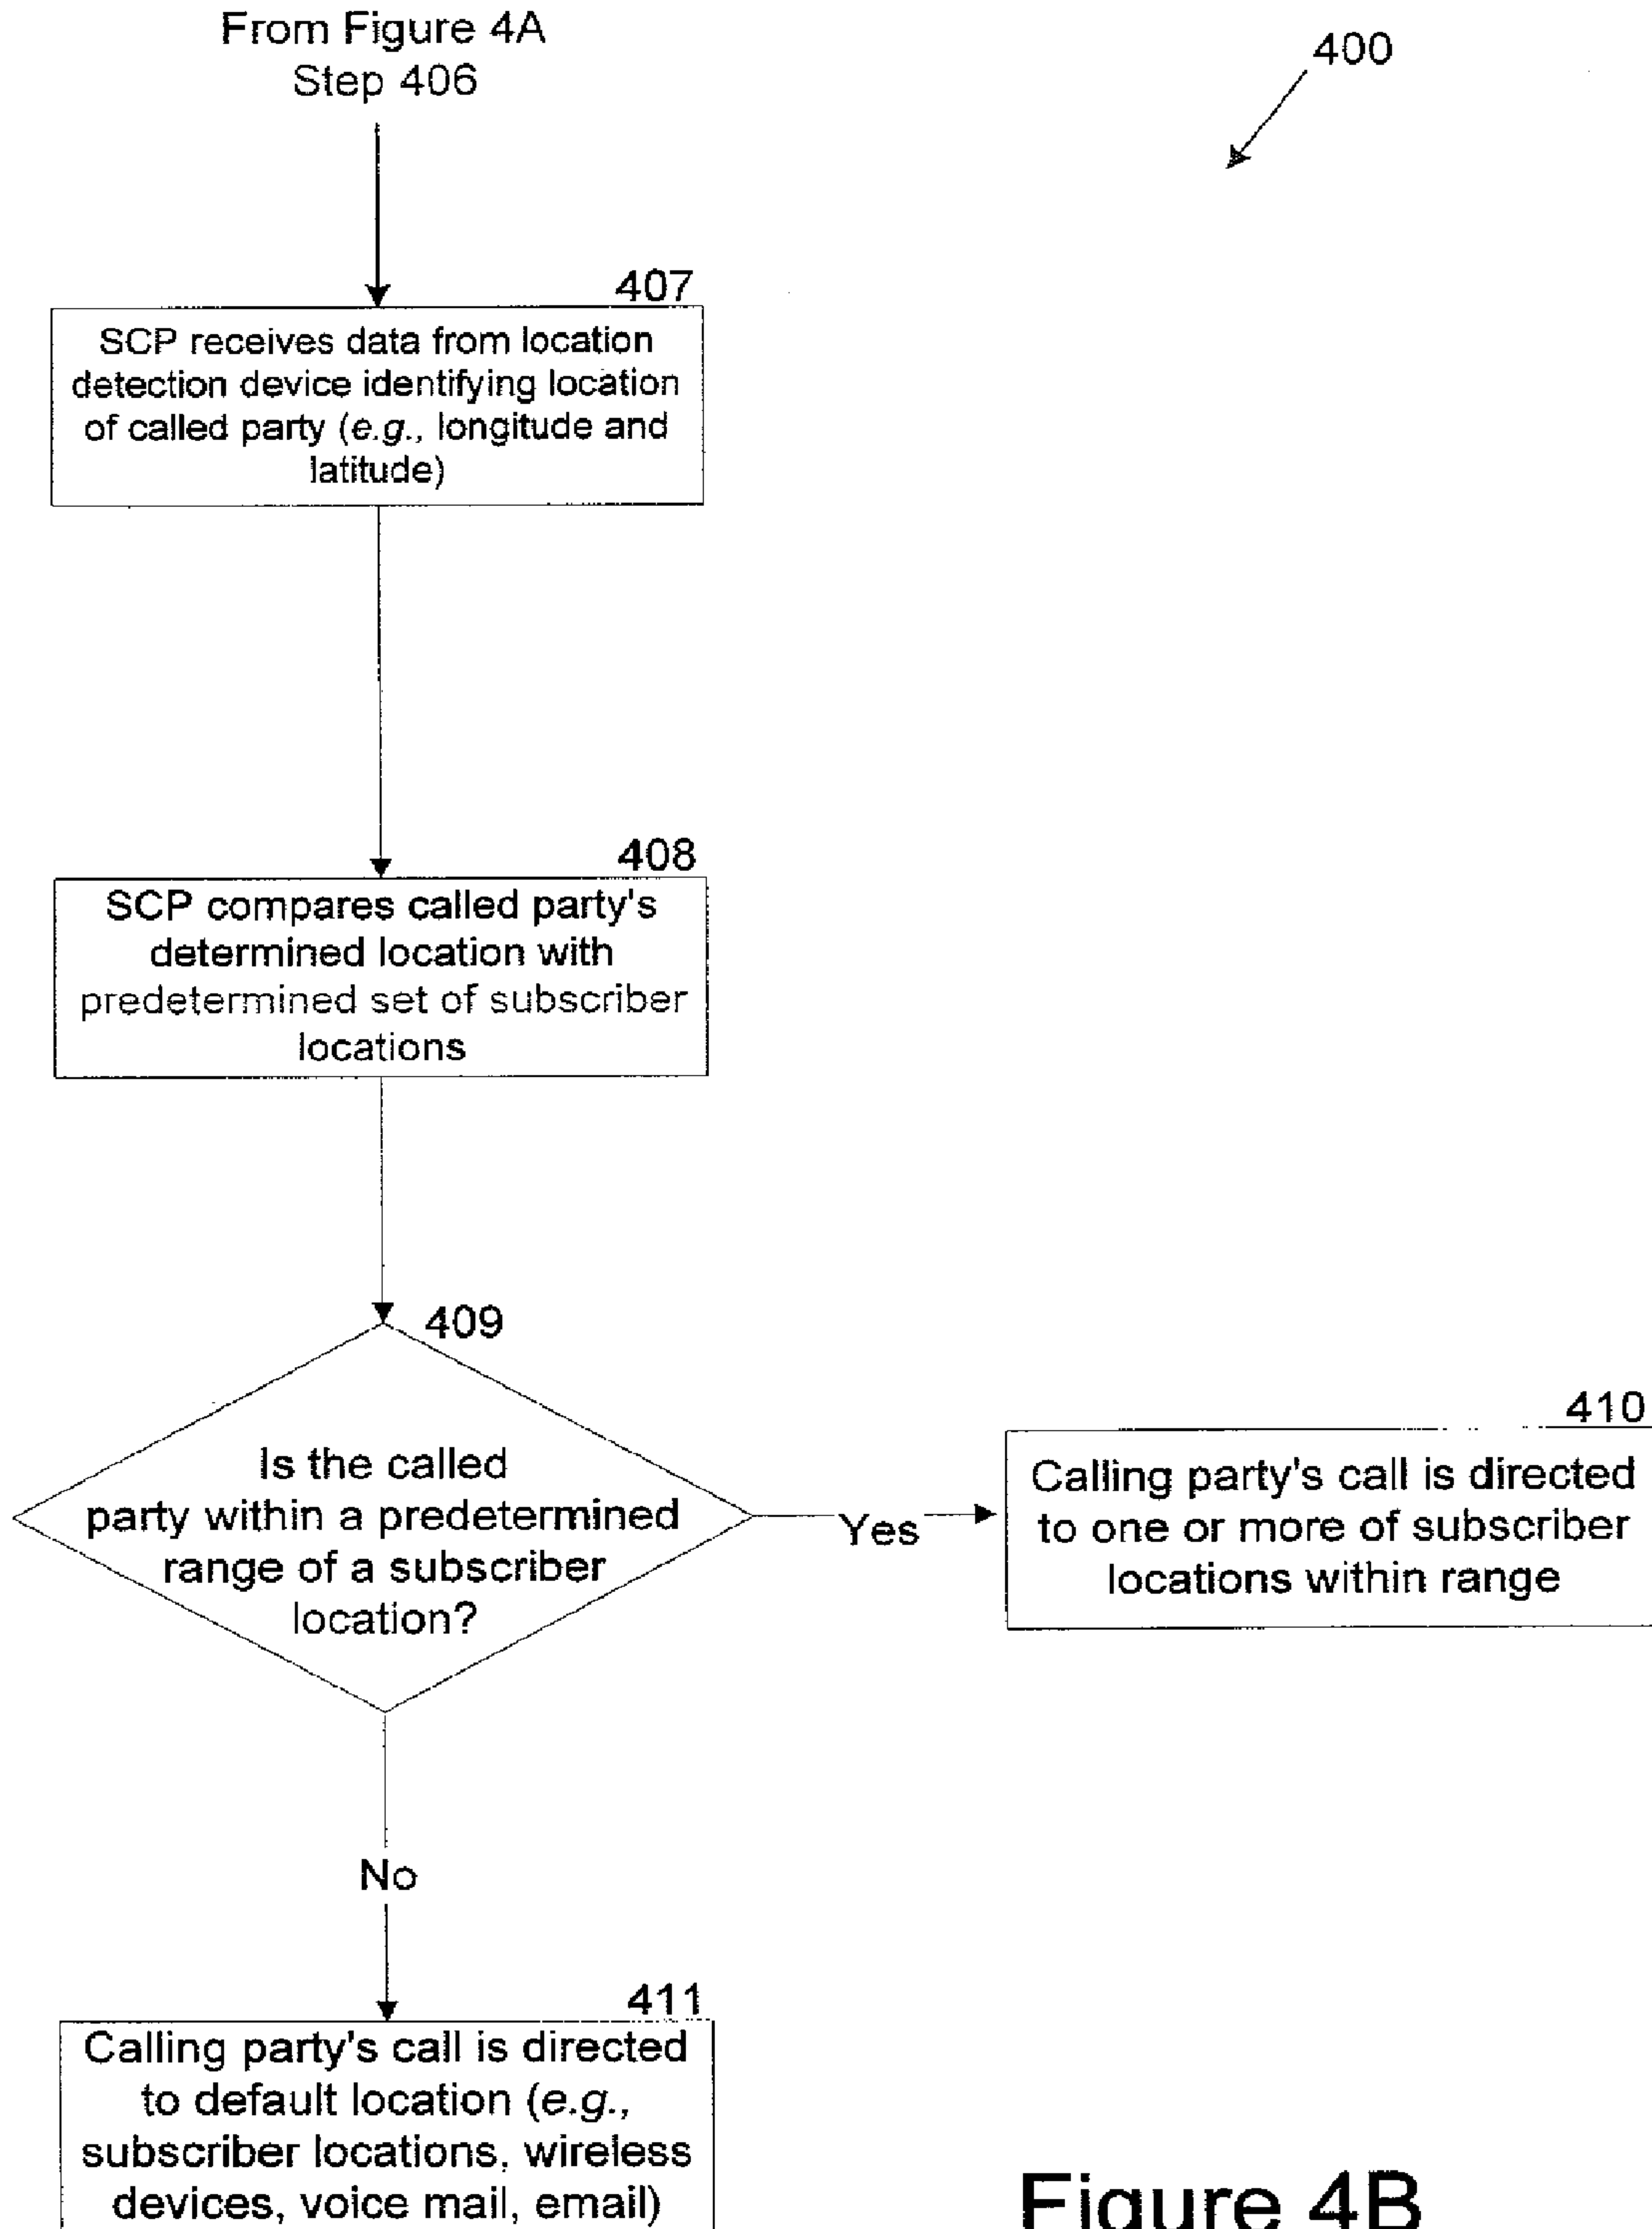 From Figure 4A
Step 406
400
407
SCP receives data from location
detection device identifying location
of called party (e.g., longitude and
latitude)
408
SCP compares called party's
determined location with
predetermined set of subscriber
locations
409
Is the called
party within a predetermined
range of a subscriber
location?
Yes
410
Calling party's call is directed
to one or more of subscriber
locations within range
No
411
Calling party's call is directed
to default location (e.g.,
subscriber locations, wireless
devices, voice mail, email)
Figure 4B